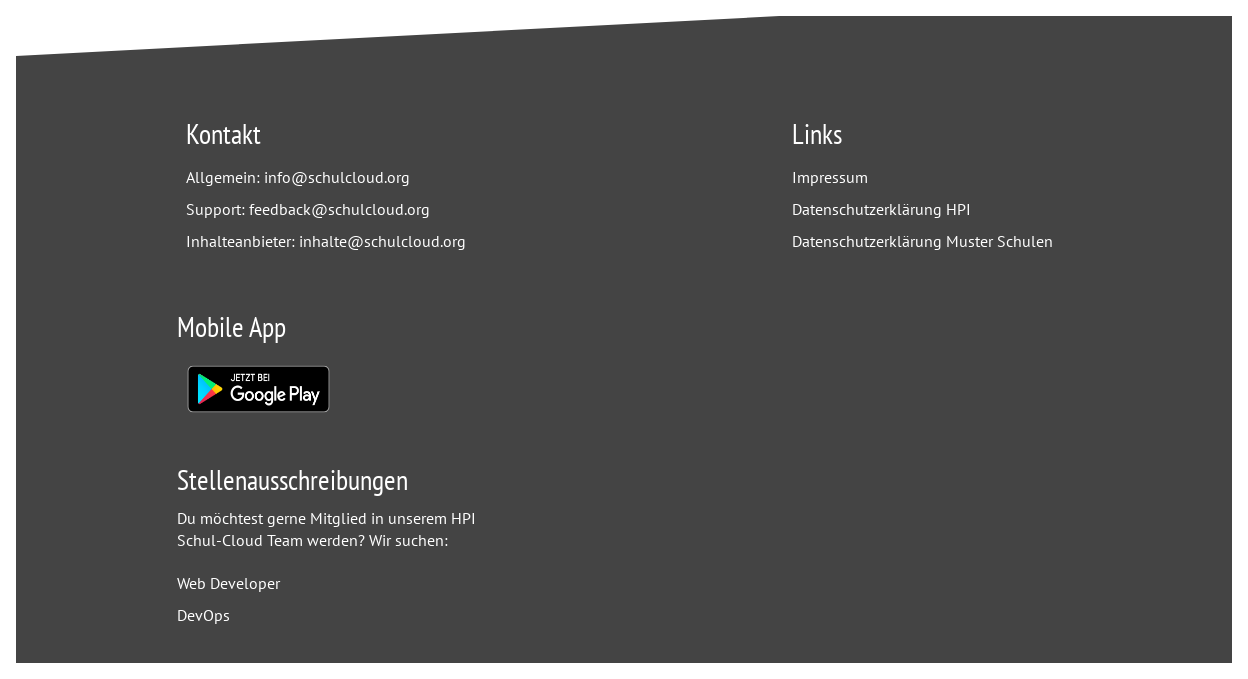 Kontakt
Allgemein: info@schulcloud.org
Support: feedback@schulcloud.org
Inhalteanbieter: inhalte@schulcloud.org
Links
Impressum
Datenschutzerklärung HPI
Datenschutzerklärung Muster Schulen
Mobile App
JETZT BEI
Google Play
Stellenausschreibungen
Du möchtest gerne Mitglied in unserem HPI
Schul-Cloud Team werden? Wir suchen:
Web Developer
DevOps